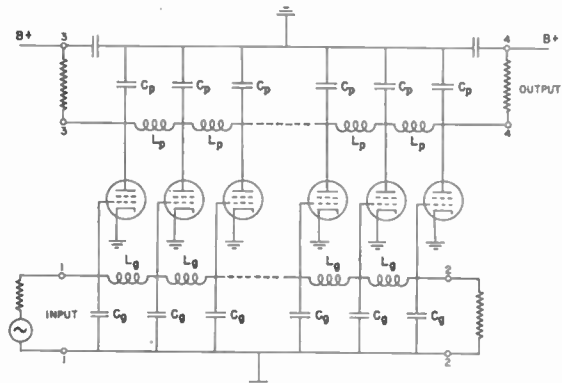 B+ 3 4 B+
Cp Cp Cp Cp Cp Cp
OUTPUT
3 4
Lp Lp Lp Lp
Lg Lg Lg Lg
1 2
INPUT
Cg Cg Cg Cg Cg Cg
1 2